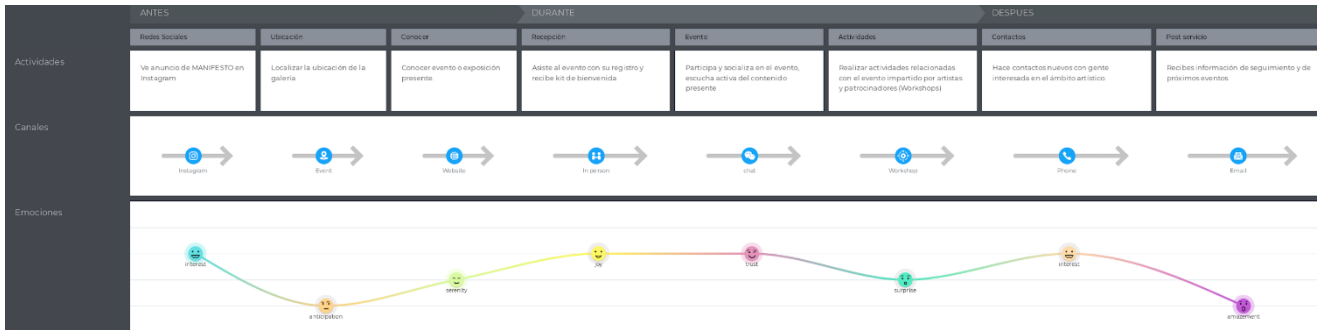 ANTES
DURANTE
DESPUES
Redes Sociales
Ubicación
Conocer
Recepción
Evento
Actividades
Contactos
Post servicio
Actividades
Ve anuncio de MANIFESTO en
Instagram
Localizar la ubicación de la
galería
Conocer evento o exposición
presente.
Asiste al evento con su registro y
recibe kit de bienvenida
Participa y socializa en el evento,
escucha activa del contenido
presente
Realizar actividades relacionadas
con el evento impartido por artistas
y patrocinadores (Workshops)
Hace contactos nuevos con gente
interesada en el ámbito artístico.
Recibes información de seguimiento y de
próximos eventos.
Canales
Instagram
Event
Website
In person
chat
Workshop
Phone
Email
Emociones
interest
anticipation
serenity
joy
trust
surprise
interest
amazement